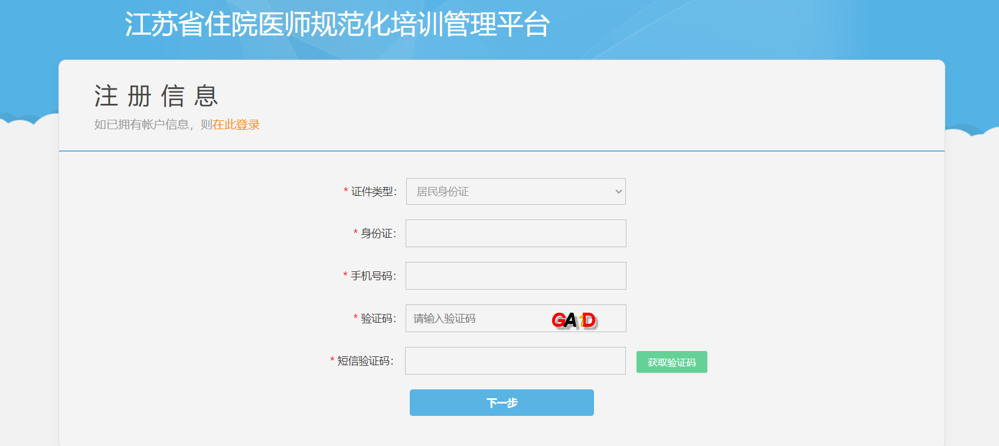 江苏省住院医师规范化培训管理平台
注册信息
如已拥有帐户信息，则在此登录
* 证件类型： 居民身份证
* 身份证：
* 手机号码：
* 验证码： 请输入验证码 GA1D
* 短信验证码： 获取验证码
下一步